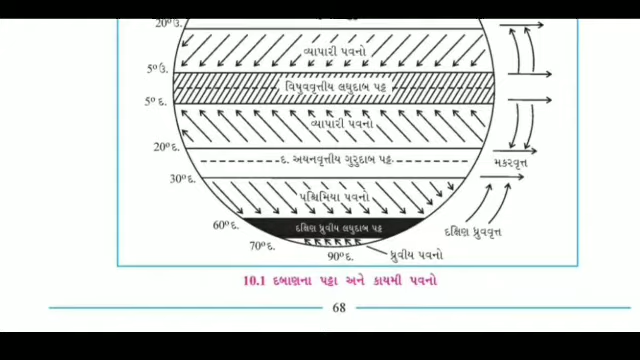 20°ઉ.
વ્યાપારી પવનો
5°ઉ.
વિષુવવૃત્તીય લઘુદાબ પટ્ટ
5° દ.
વ્યાપારી પવનો
20°દ.
દ. અયનવૃત્તીય ગુરુદાબ પટ્ટ
મકરવૃત્ત
30°દ.
પશ્ચિમિયા પવનો
60°દ.
દક્ષિણ ધ્રુવીય લઘુદાબ પટ્ટ
દક્ષિણ ધ્રુવવૃત્ત
70°દ.
90°દ.
ધ્રુવીય પવનો
10.1 દબાણના પટ્ટા અને કાયમી પવનો
68